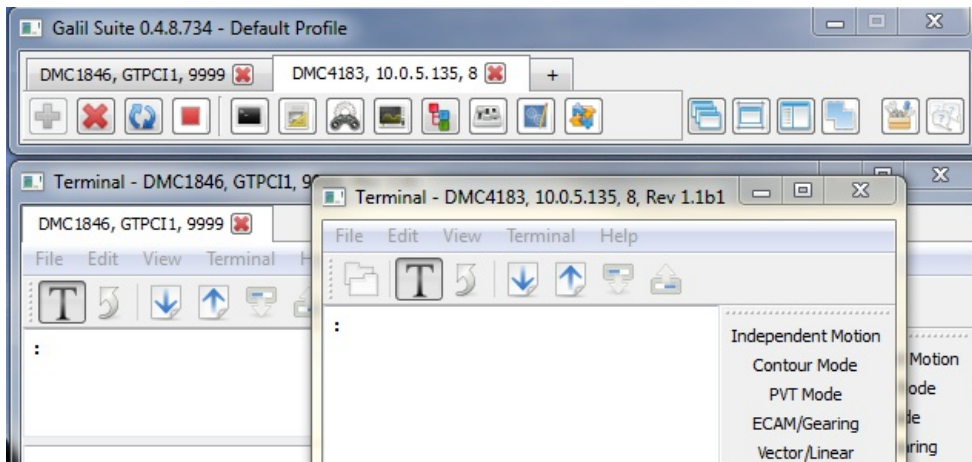 Galil Suite 0.4.8.734 - Default Profile
DMC1846, GTPCI1, 9999
DMC4183, 10.0.5.135, 8
+
Terminal - DMC1846, GTPCI1, 9
DMC1846, GTPCI1, 9999
File Edit View Terminal H
T
:
Terminal - DMC4183, 10.0.5.135, 8, Rev 1.1b1
File Edit View Terminal Help
T
:
Independent Motion
Contour Mode
PVT Mode
ECAM/Gearing
Vector/Linear
Motion
ode
le
ring